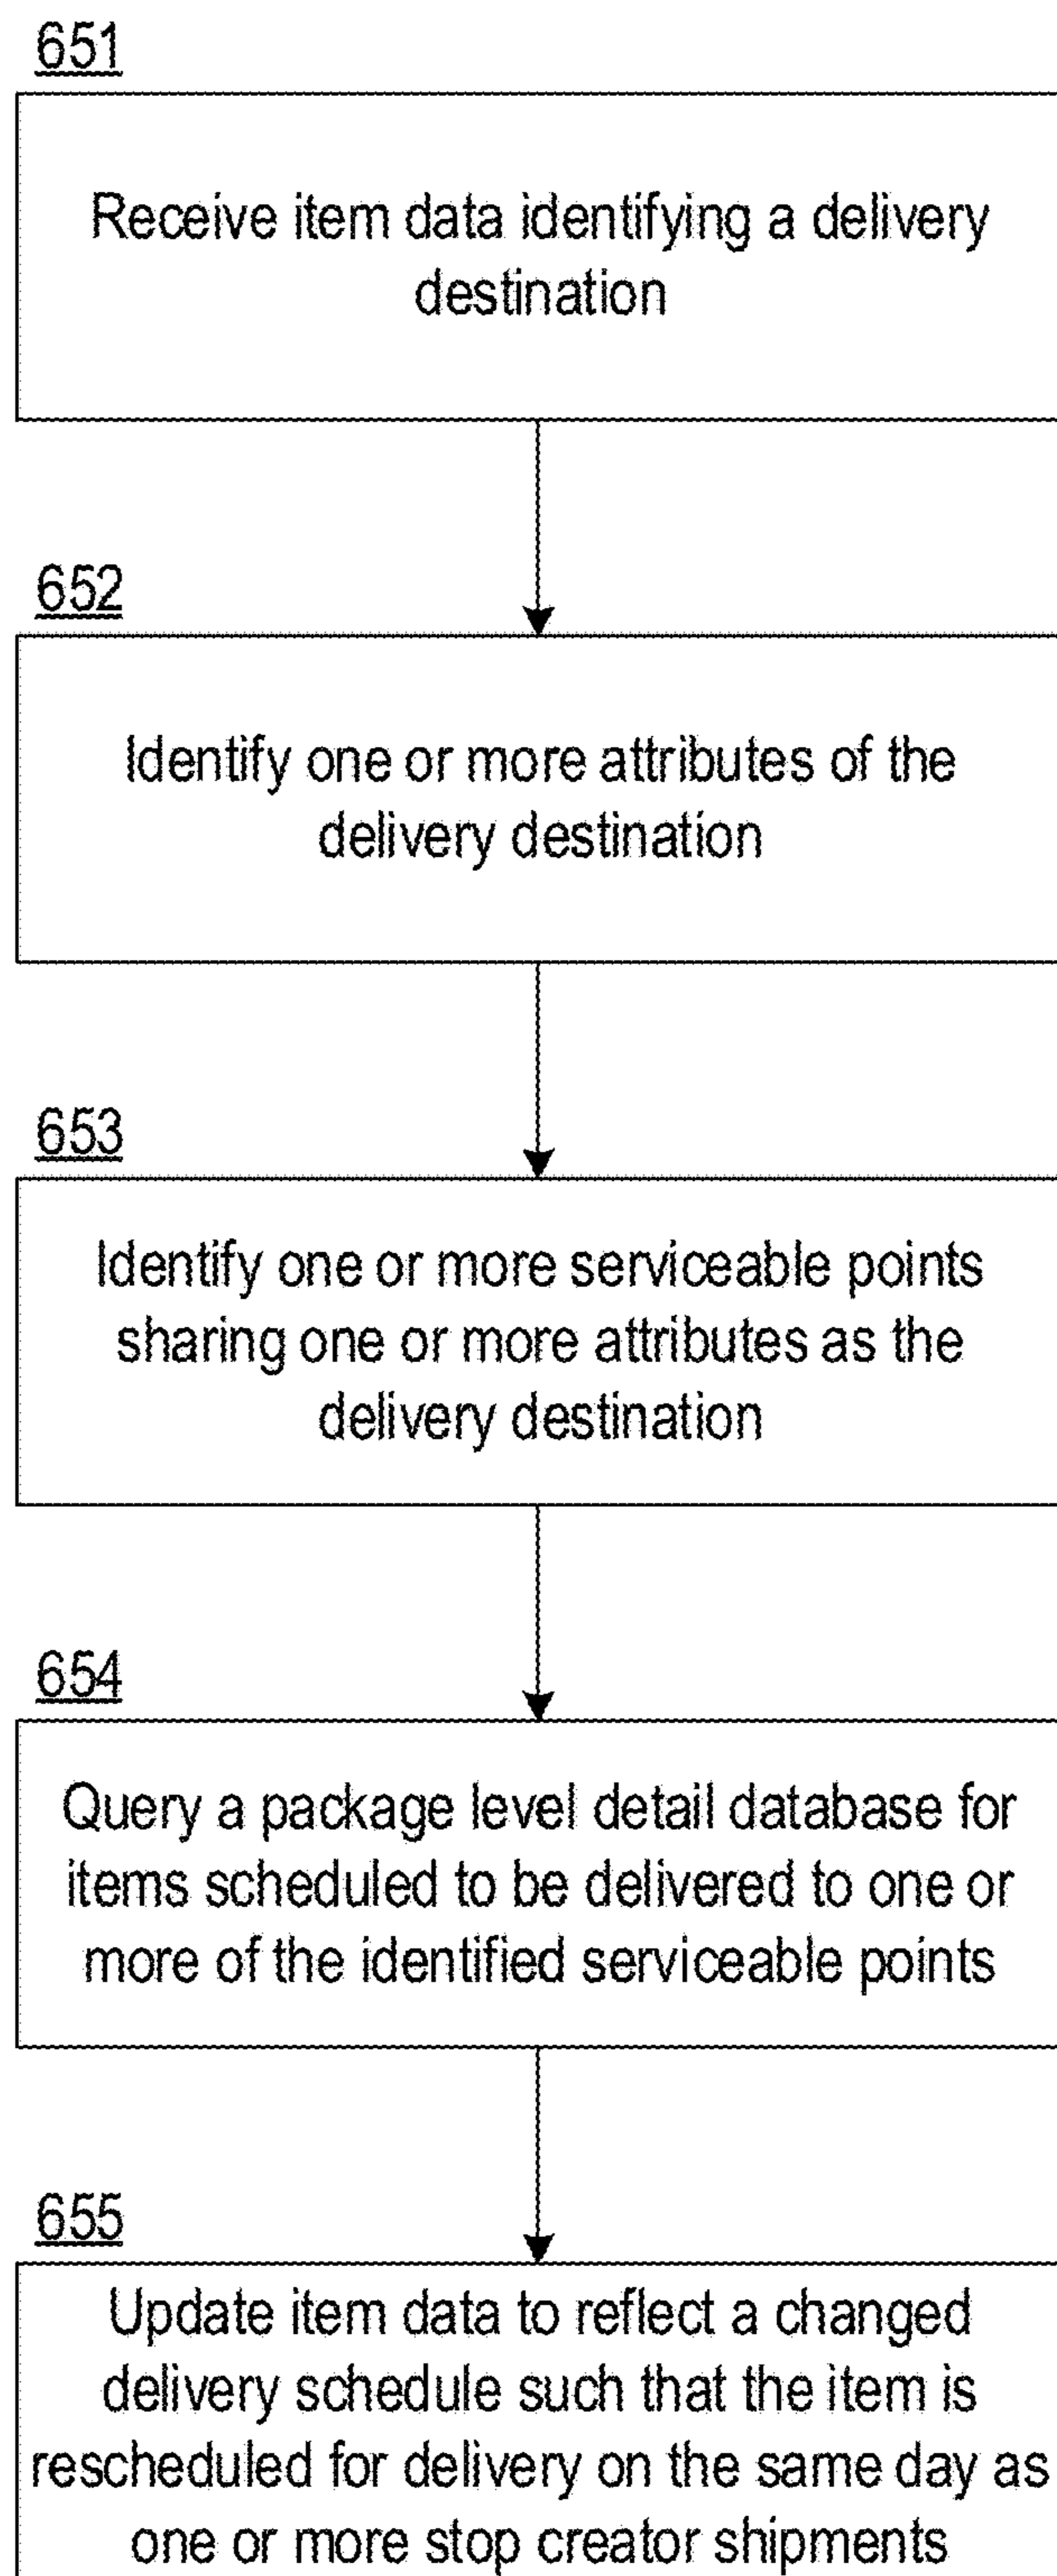 651
Receive item data identifying a delivery
destination
652
Identify one or more attributes of the
delivery destination
653
Identify one or more serviceable points
sharing one or more attributes as the
delivery destination
654
Query a package level detail database for
items scheduled to be delivered to one or
more of the identified serviceable points
655
Update item data to reflect a changed
delivery schedule such that the item is
rescheduled for delivery on the same day as
one or more stop creator shipments